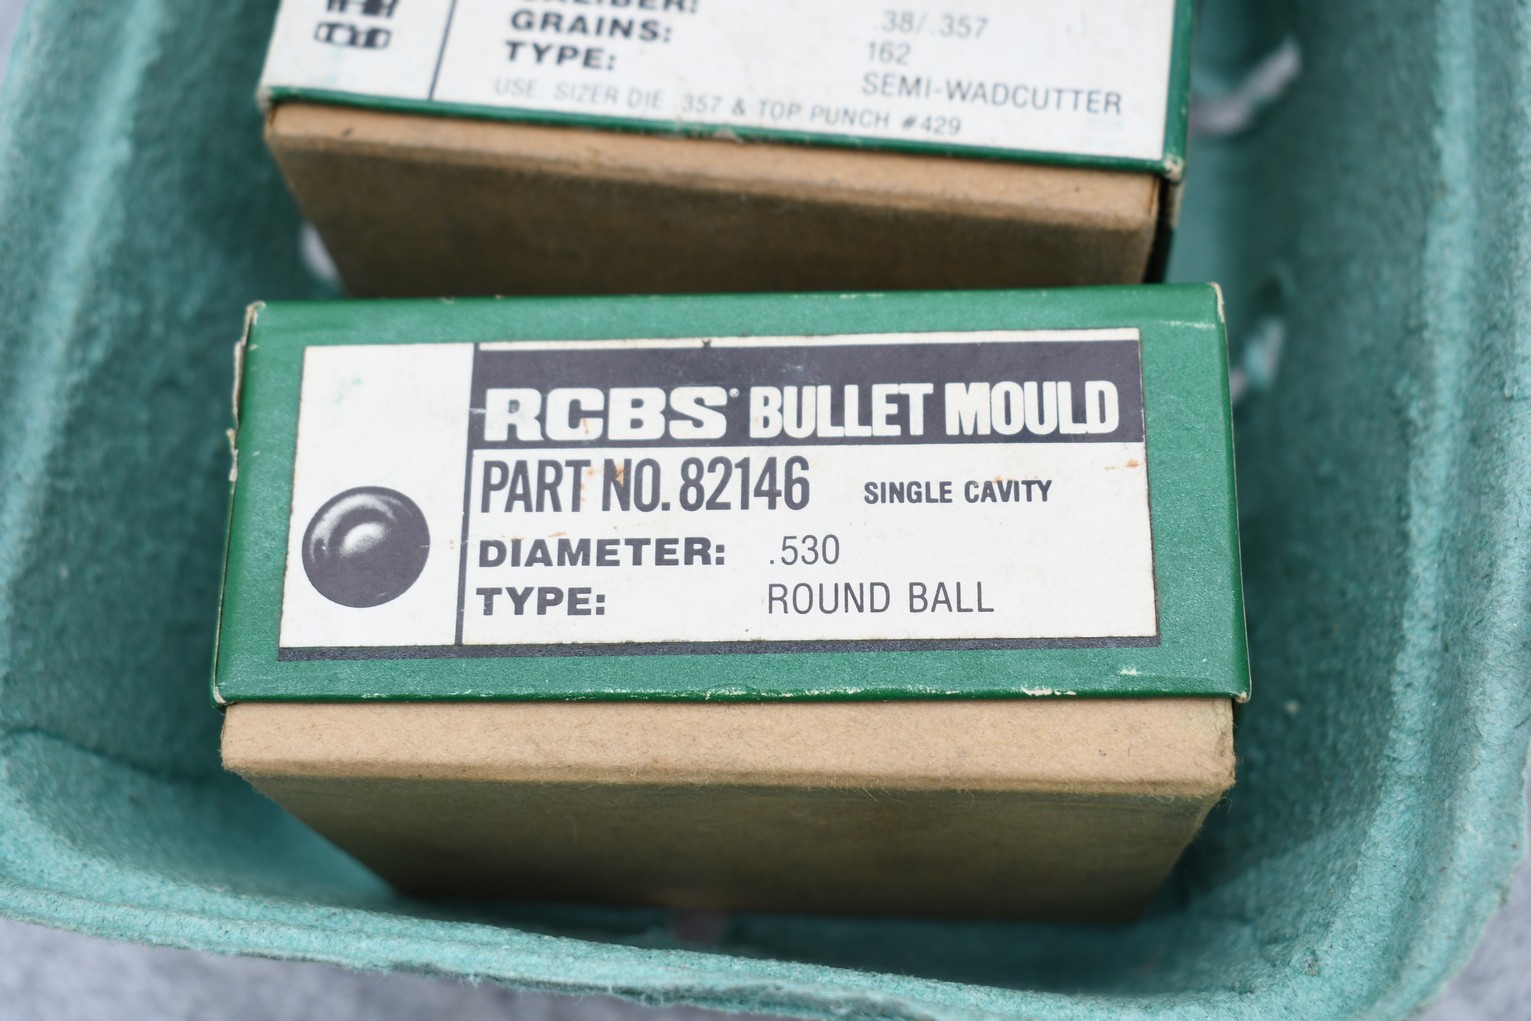 CALIBER: .38/.357
GRAINS: 162
TYPE: SEMI-WADCUTTER
USE: SIZER DIE .357 & TOP PUNCH #429
RCBS® BULLET MOULD
PART NO. 82146 SINGLE CAVITY
DIAMETER: .530
TYPE: ROUND BALL